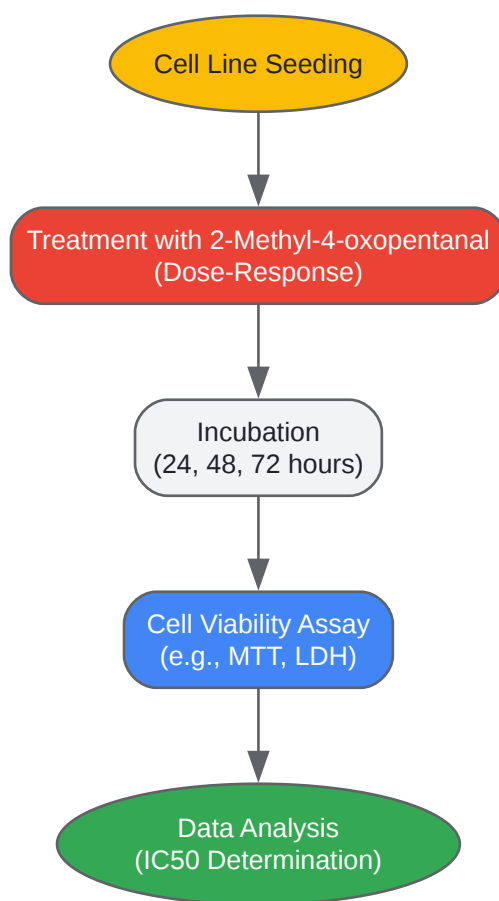 Cell Line Seeding
Treatment with 2-Methyl-4-oxopentanal
(Dose-Response)
Incubation
(24, 48, 72 hours)
Cell Viability Assay
(e.g., MTT, LDH)
Data Analysis
(IC50 Determination)